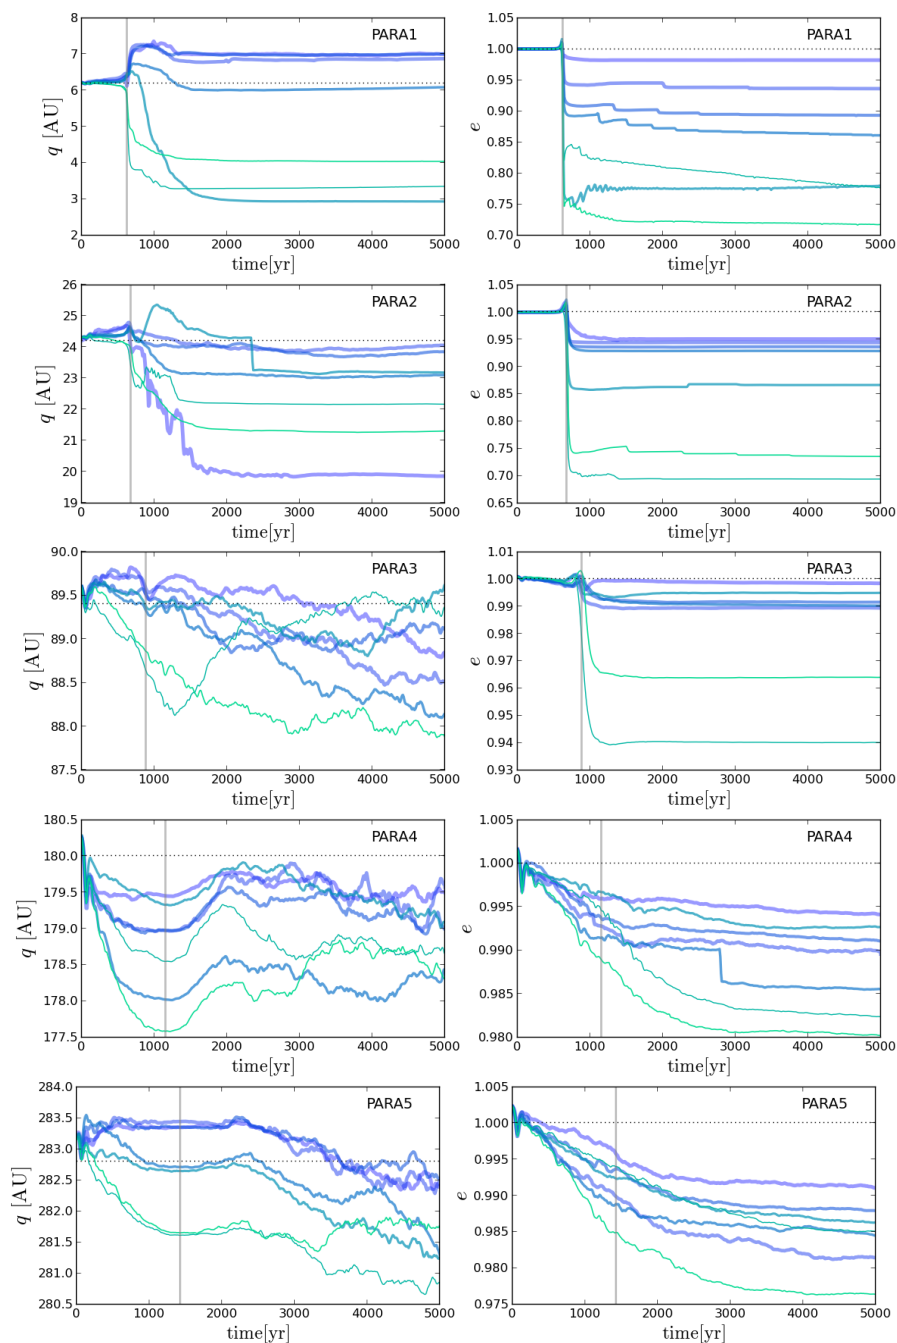 8
7
6
5
4
3
2
q [AU]
PARA1
0 1000 2000 3000 4000 5000
time[yr]
1.05
1.00
0.95
0.90
0.85
0.80
0.75
0.70
e
PARA1
0 1000 2000 3000 4000 5000
time[yr]
26
25
24
23
22
21
20
19
q [AU]
PARA2
0 1000 2000 3000 4000 5000
time[yr]
1.05
1.00
0.95
0.90
0.85
0.80
0.75
0.70
0.65
e
PARA2
0 1000 2000 3000 4000 5000
time[yr]
90.0
89.5
89.0
88.5
88.0
87.5
q [AU]
PARA3
0 1000 2000 3000 4000 5000
time[yr]
1.01
1.00
0.99
0.98
0.97
0.96
0.95
0.94
0.93
e
PARA3
0 1000 2000 3000 4000 5000
time[yr]
180.5
180.0
179.5
179.0
178.5
178.0
177.5
q [AU]
PARA4
0 1000 2000 3000 4000 5000
time[yr]
1.005
1.000
0.995
0.990
0.985
0.980
e
PARA4
0 1000 2000 3000 4000 5000
time[yr]
284.0
283.5
283.0
282.5
282.0
281.5
281.0
280.5
q [AU]
PARA5
0 1000 2000 3000 4000 5000
time[yr]
1.005
1.000
0.995
0.990
0.985
0.980
0.975
e
PARA5
0 1000 2000 3000 4000 5000
time[yr]